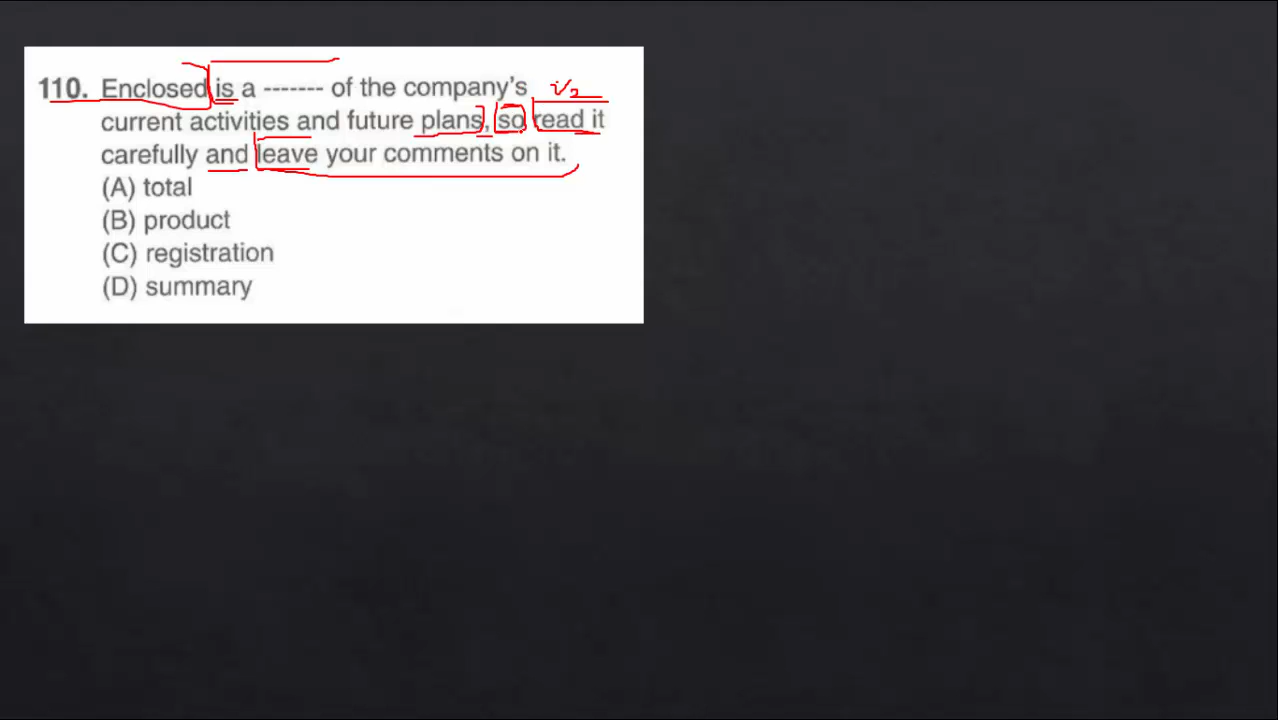 110. Enclosed is a ------- of the company's
current activities and future plans, so read it
carefully and leave your comments on it.
(A) total
(B) product
(C) registration
(D) summary